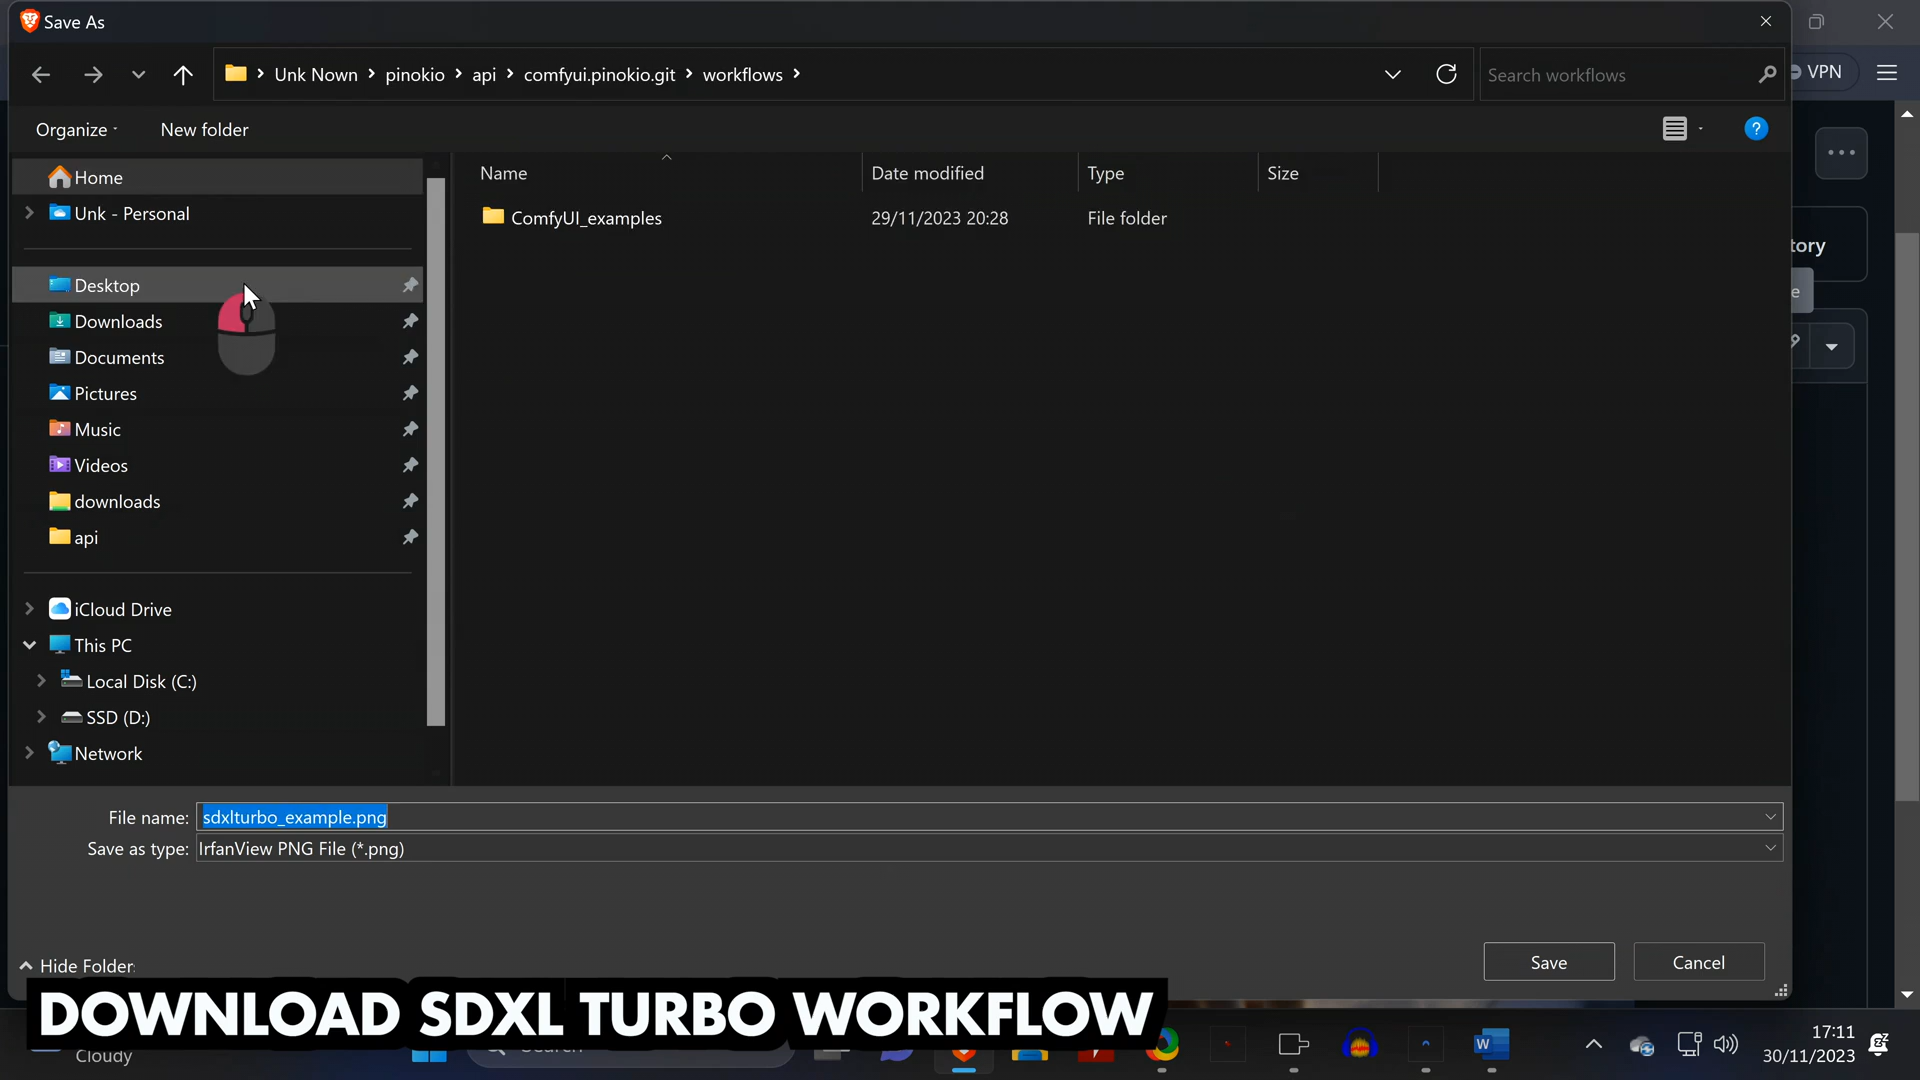 Save As
Unk Nown > pinokio > api > comfyui.pinokio.git > workflows >
Search workflows
VPN
Organize
New folder
Name
Date modified
Type
Size
Home
Unk - Personal
Desktop
Downloads
Documents
Pictures
Music
Videos
downloads
api
iCloud Drive
This PC
Local Disk (C:)
SSD (D:)
Network
ComfyUI_examples
29/11/2023 20:28
File folder
tory
e
File name: sdxlturbo_example.png
Save as type: IrfanView PNG File (*.png)
Hide Folder
Save
Cancel
DOWNLOAD SDXL TURBO WORKFLOW
Cloudy
17:11
30/11/2023